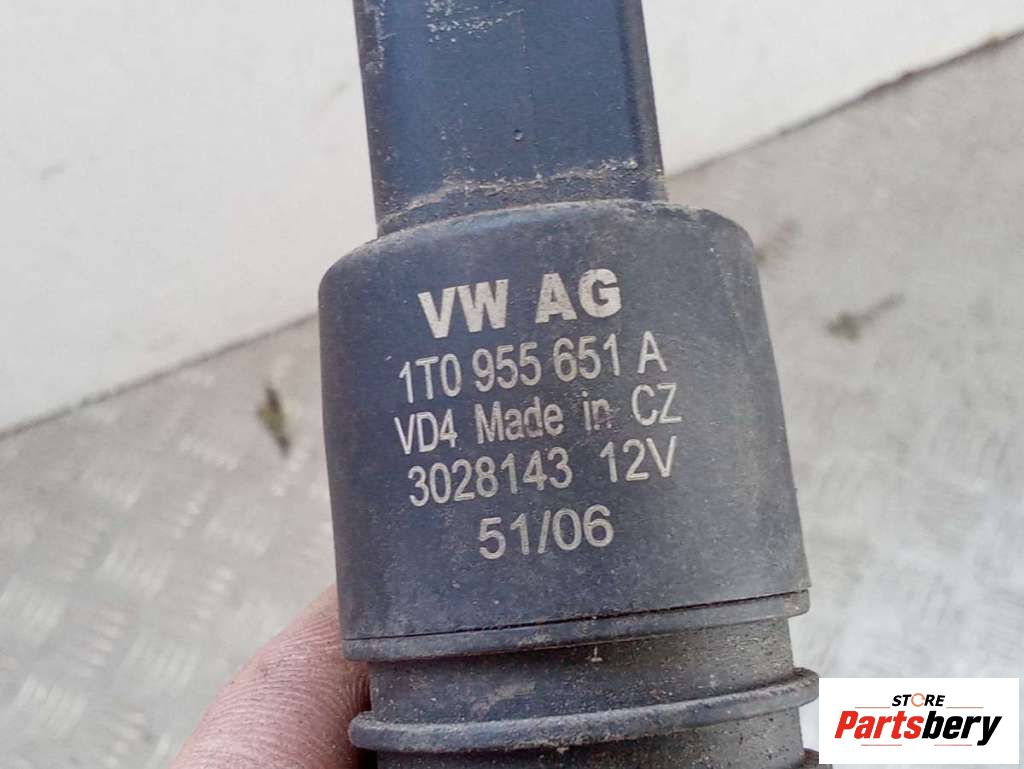 VW AG
1T0 955 651 A
VD4 Made in CZ
3028143 12V
51/06
STORE
Partsbery